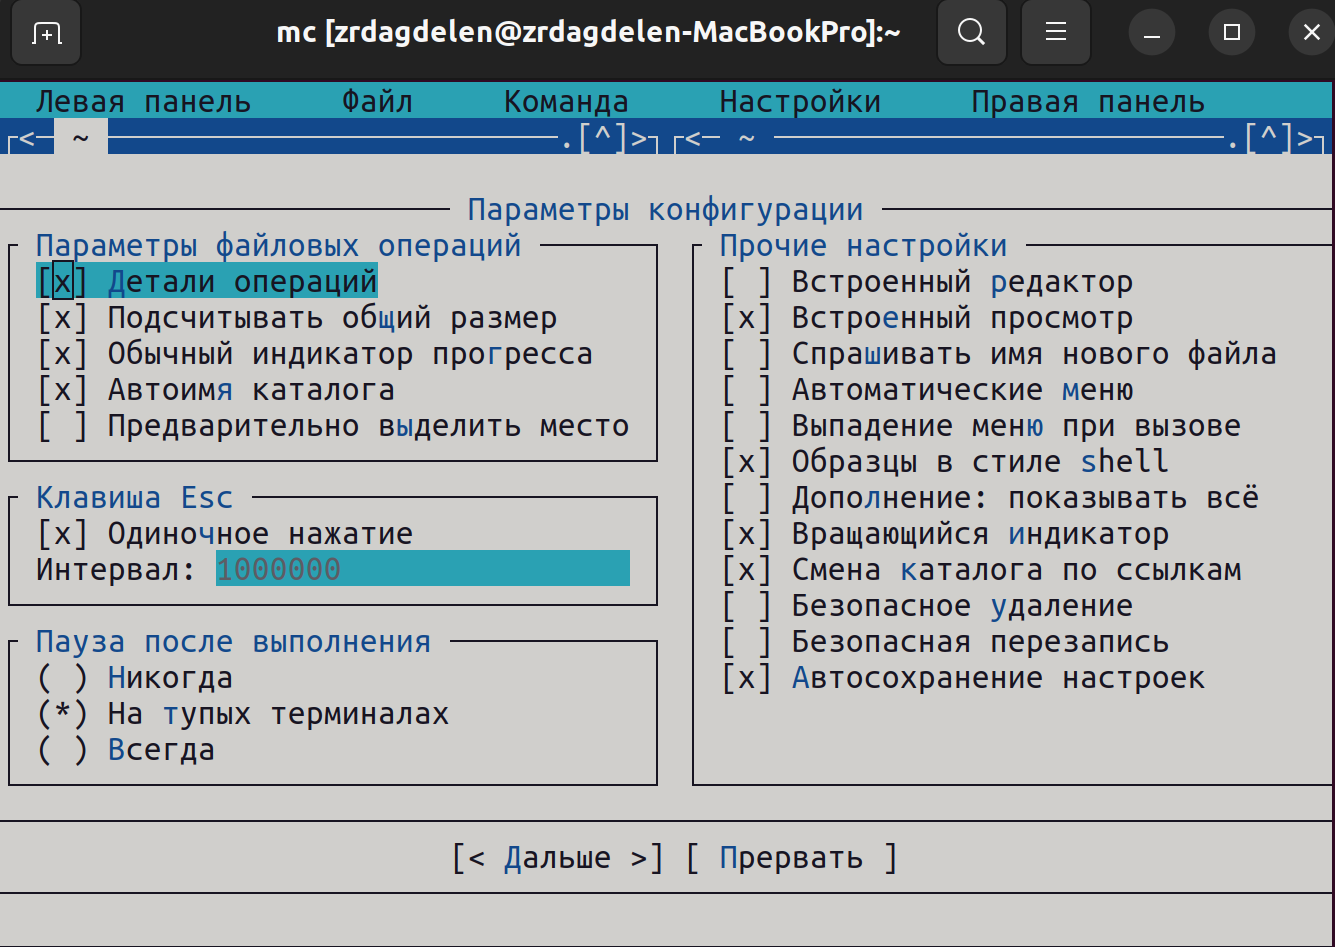 mc [zrdagdelen@zrdagdelen-MacBookPro]:~
Левая панель Файл Команда Настройки Правая панель
<─ ~ .[^]> <─ ~ .[^]>
Параметры конфигурации
Параметры файловых операций
[x] Детали операций
[x] Подсчитывать общий размер
[x] Обычный индикатор прогресса
[x] Автоимя каталога
[ ] Предварительно выделить место
Клавиша Esc
[x] Одиночное нажатие
Интервал: 1000000
Пауза после выполнения
( ) Никогда
(*) На тупых терминалах
( ) Всегда
Прочие настройки
[ ] Встроенный редактор
[x] Встроенный просмотр
[ ] Спрашивать имя нового файла
[ ] Автоматические меню
[ ] Выпадение меню при вызове
[x] Образцы в стиле shell
[ ] Дополнение: показывать всё
[x] Вращающийся индикатор
[x] Смена каталога по ссылкам
[ ] Безопасное удаление
[ ] Безопасная перезапись
[x] Автосохранение настроек
[< Дальше >] [ Прервать ]